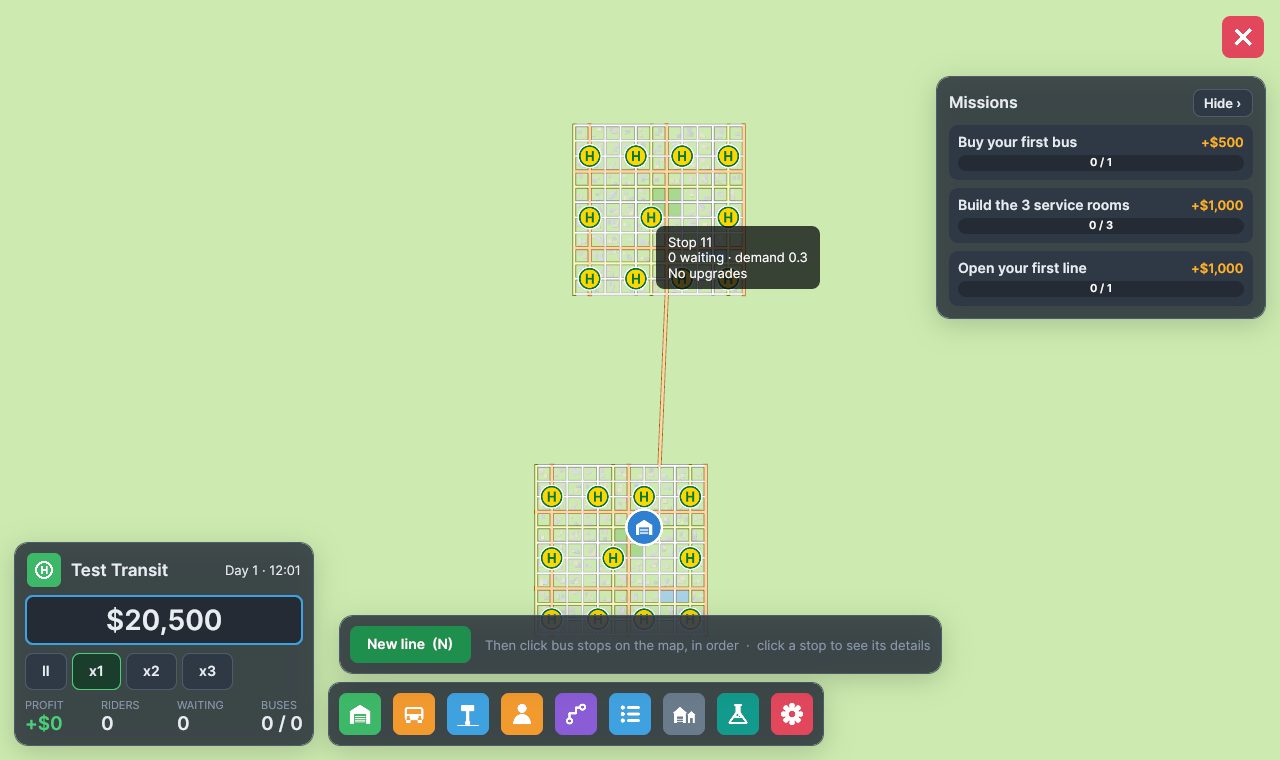 Missions
Hide ›
Buy your first bus +$500
0 / 1
Build the 3 service rooms +$1,000
0 / 3
Open your first line +$1,000
0 / 1
H H H H
H H H
Stop 11
0 waiting · demand 0.3
No upgrades
H H
H H H H
H H H
H H H H
H Test Transit Day 1 · 12:01
$20,500
II x1 x2 x3
PROFIT RIDERS WAITING BUSES
+$0 0 0 0 / 0
New line (N) Then click bus stops on the map, in order · click a stop to see its details